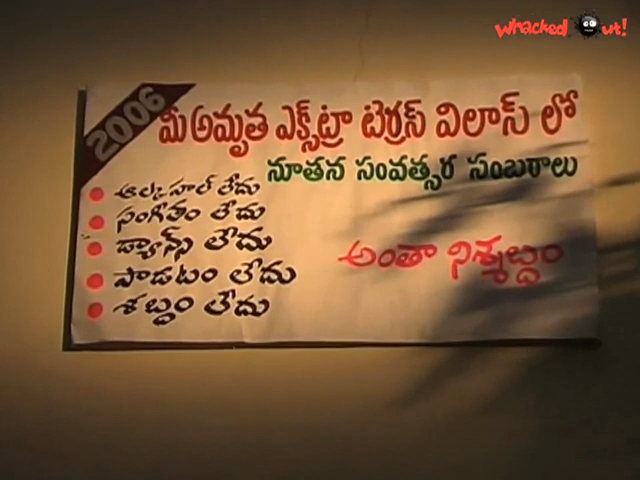 whacked out!
2006
మీ అమృత ఎక్స్‌ట్రా టెర్రస్ విలాస్ లో
నూతన సంవత్సర సంబరాలు
ఆల్కహాల్ లేదు
సంగీతం లేదు
డ్యాన్స్ లేదు
పాడటం లేదు
శబ్దం లేదు
అంతా నిశ్శబ్దం